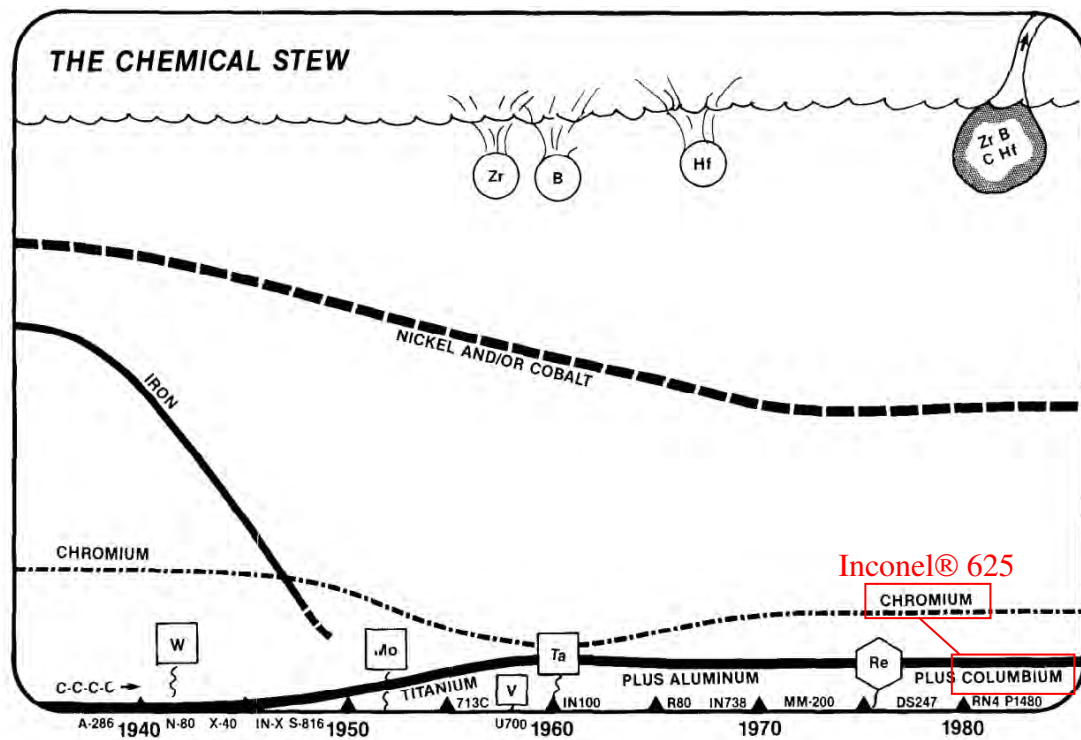 THE CHEMICAL STEW
Zr
B
Hf
Zr B
C Hf
NICKEL AND/OR COBALT
IRON
CHROMIUM
Inconel® 625
CHROMIUM
W
Mo
Ta
Re
C-C-C-C
TITANIUM
V
PLUS ALUMINUM
PLUS COLUMBIUM
A-286
N-80
X-40
IN-X S-816
713C
U700
IN100
R80
IN738
MM-200
DS247
RN4 P1480
1940
1950
1960
1970
1980